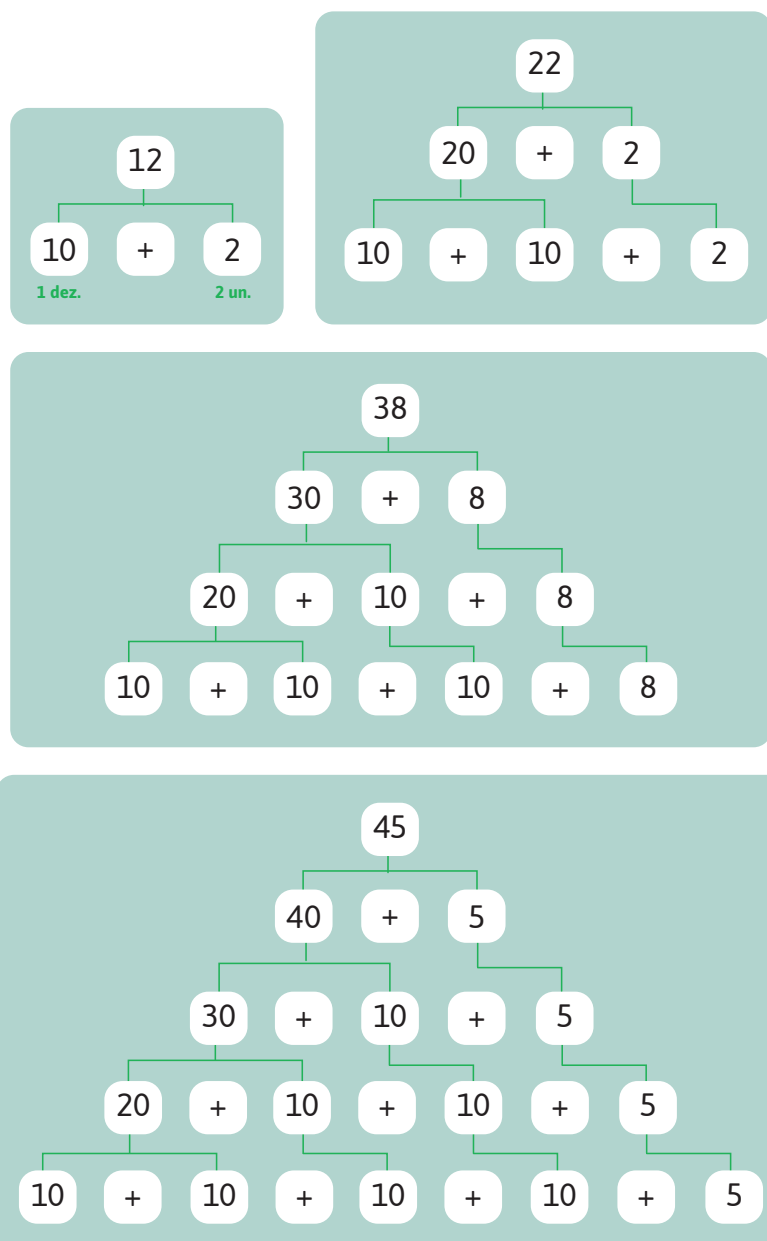 12
10 + 2
1 dez. 2 un.
22
20 + 2
10 + 10 + 2
38
30 + 8
20 + 10 + 8
10 + 10 + 10 + 8
45
40 + 5
30 + 10 + 5
20 + 10 + 10 + 5
10 + 10 + 10 + 10 + 5